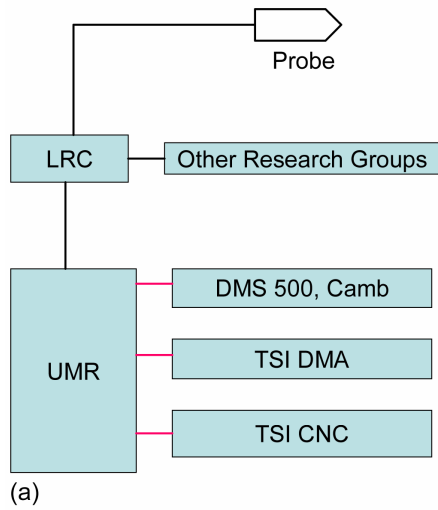 Probe
LRC
Other Research Groups
DMS 500, Camb
UMR
TSI DMA
TSI CNC
(a)